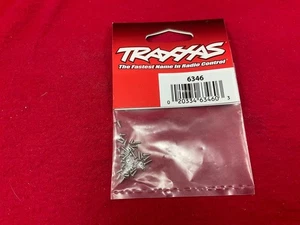 TRAXXAS
The Fastest Name in Radio Control
6346
0 20334 63460 3